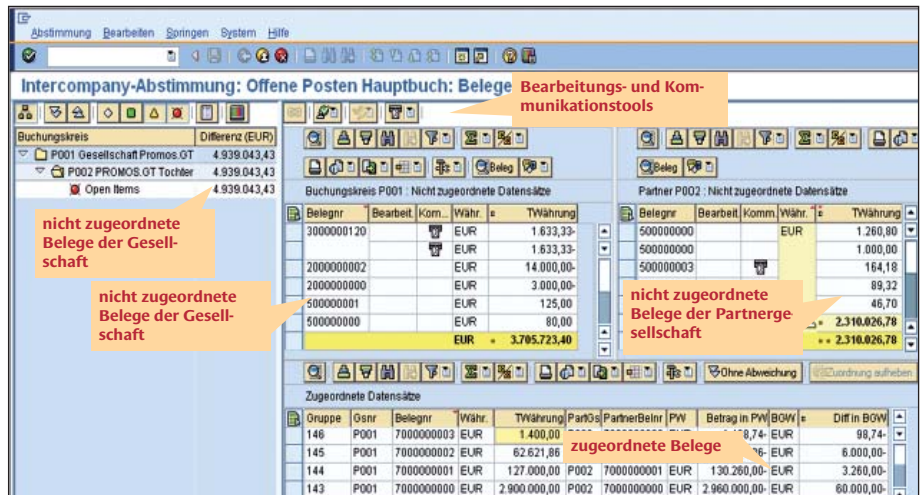 Abstimmung Bearbeiten Springen System Hilfe
Intercompany-Abstimmung: Offene Posten Hauptbuch: Belege
Bearbeitungs- und Kom-
munikationstools
Buchungskreis Differenz (EUR)
P001 Gesellschaft Promos.GT 4.939.043,43
P002 PROMOS.GT Tochter 4.939.043,43
Open Items 4.939.043,43
nicht zugeordnete
Belege der Gesell-
schaft
nicht zugeordnete
Belege der Gesell-
schaft
Beleg
Buchungskreis P001 : Nicht zugeordnete Datensätze
Belegnr Bearbeit. Kom... Währ. TWährung
3000000120 EUR 1.633,33-
EUR 1.633,33-
2000000002 EUR 14.000,00-
2000000000 EUR 3.000,00-
500000001 EUR 125,00
500000000 EUR 80,00
EUR 3.705.723,40
Beleg
Partner P002 : Nicht zugeordnete Datensätze
Belegnr Bearbeit Komm. Währ. TWährung
500000000 EUR 1.260,80
500000000 1.000,00
500000003 164,18
89,32
46,70
2.310.026,78
2.310.026,78
nicht zugeordnete
Belege der Partnerge-
sellschaft
Ohne Abweichung Zuordnung aufheben
Zugeordnete Datensätze
Gruppe Gsnr Belegnr Währ. TWährung PartGs PartnerBelnr PW Betrag in PW BGW Diff in BGW
146 P001 7000000003 EUR 1.400,00 8,74- EUR 98,74-
145 P001 7000000002 EUR 62.621,86 EUR 6.000,00-
144 P001 7000000001 EUR 127.000,00 P002 7000000001 EUR 130.260,00- EUR 3.260,00-
143 P001 7000000000 EUR 2.900.000,00 P002 7000000000 EUR 2.960.000,00- EUR 60.000,00-
zugeordnete Belege